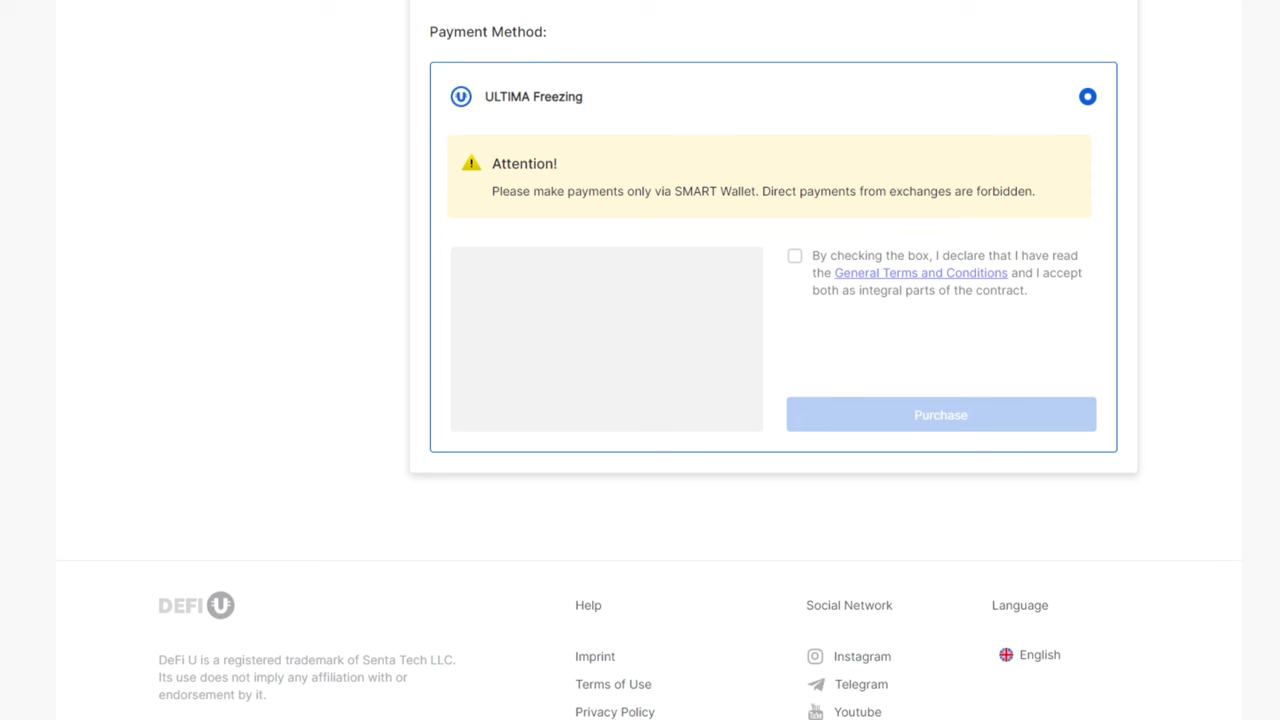 Payment Method:
ULTIMA Freezing
Attention!
Please make payments only via SMART Wallet. Direct payments from exchanges are forbidden.
By checking the box, I declare that I have read
the General Terms and Conditions and I accept
both as integral parts of the contract.
Purchase
DEFI U
DeFi U is a registered trademark of Senta Tech LLC.
Its use does not imply any affiliation with or
endorsement by it.
Help
Imprint
Terms of Use
Privacy Policy
Social Network
Instagram
Telegram
Youtube
Language
English